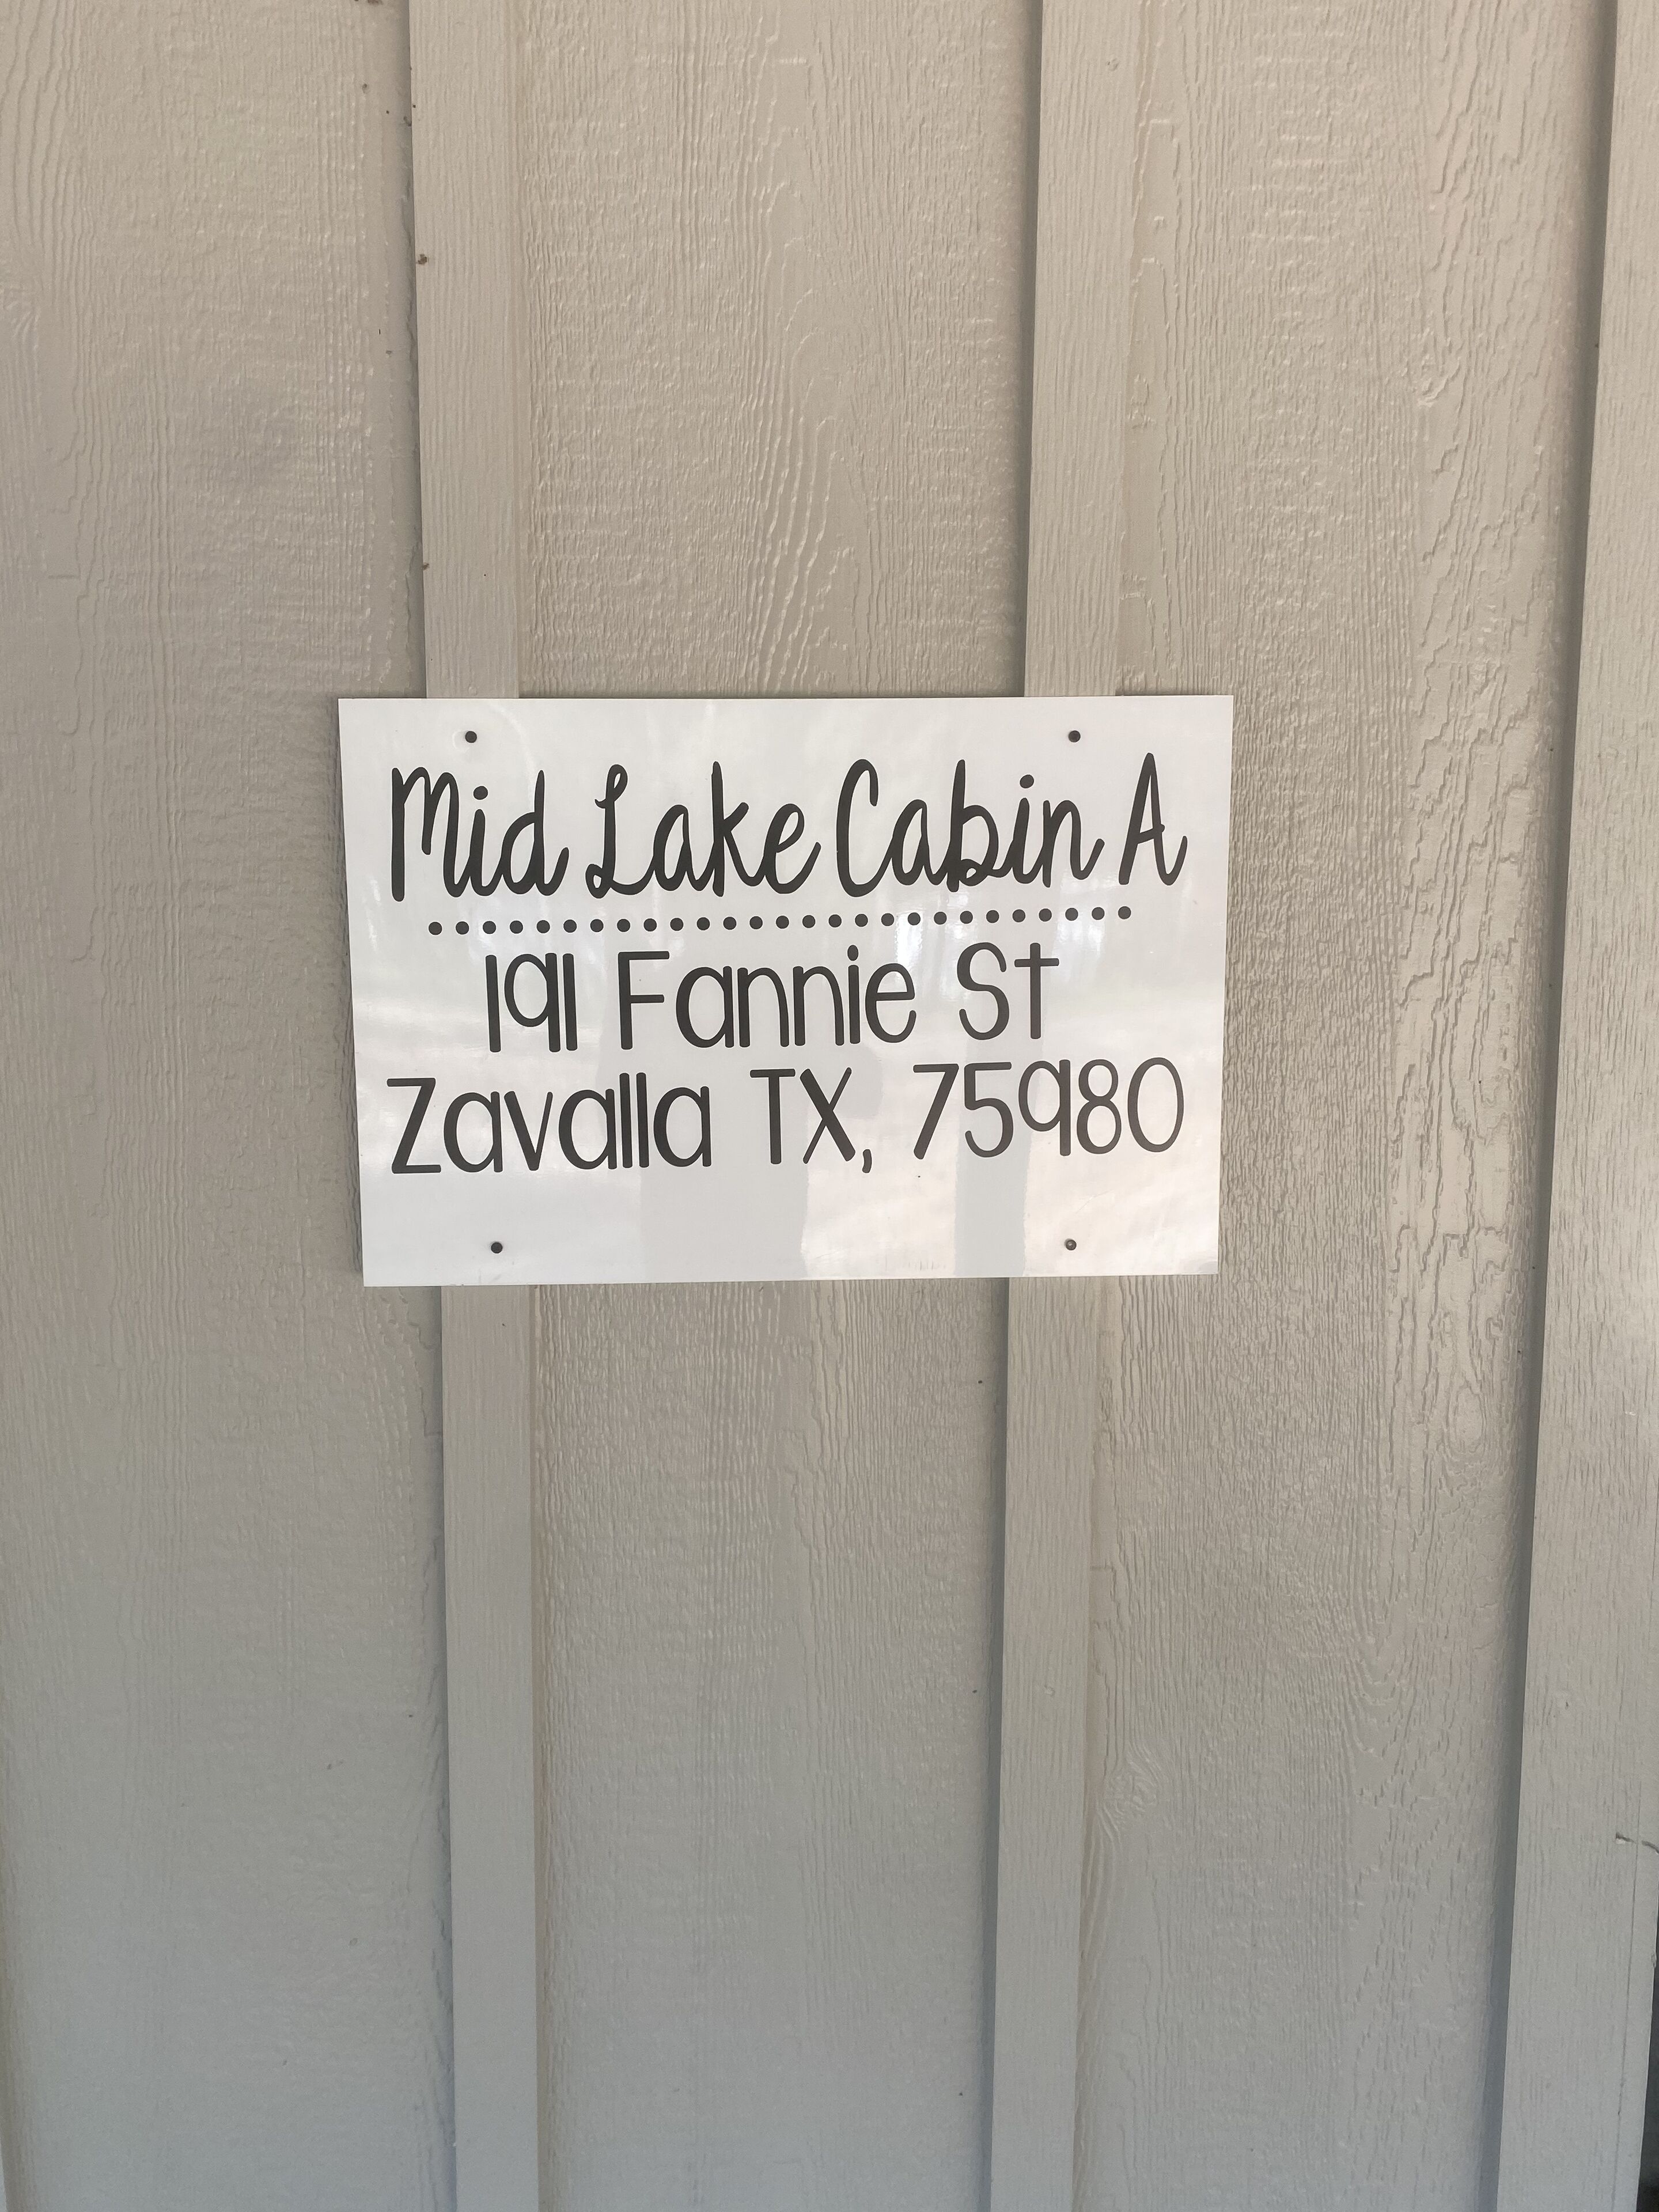 Mid Lake Cabin A
191 Fannie St
Zavalla TX, 75980